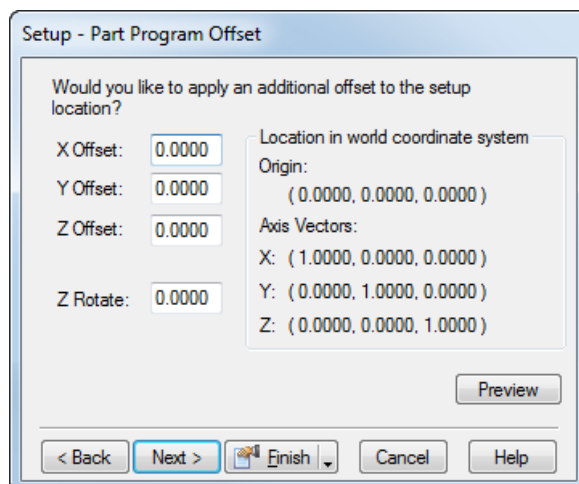 Setup - Part Program Offset
Would you like to apply an additional offset to the setup
location?
X Offset: 0.0000
Y Offset: 0.0000
Z Offset: 0.0000
Z Rotate: 0.0000
Location in world coordinate system
Origin:
( 0.0000, 0.0000, 0.0000 )
Axis Vectors:
X: ( 1.0000, 0.0000, 0.0000 )
Y: ( 0.0000, 1.0000, 0.0000 )
Z: ( 0.0000, 0.0000, 1.0000 )
Preview
< Back Next > Finish Cancel Help